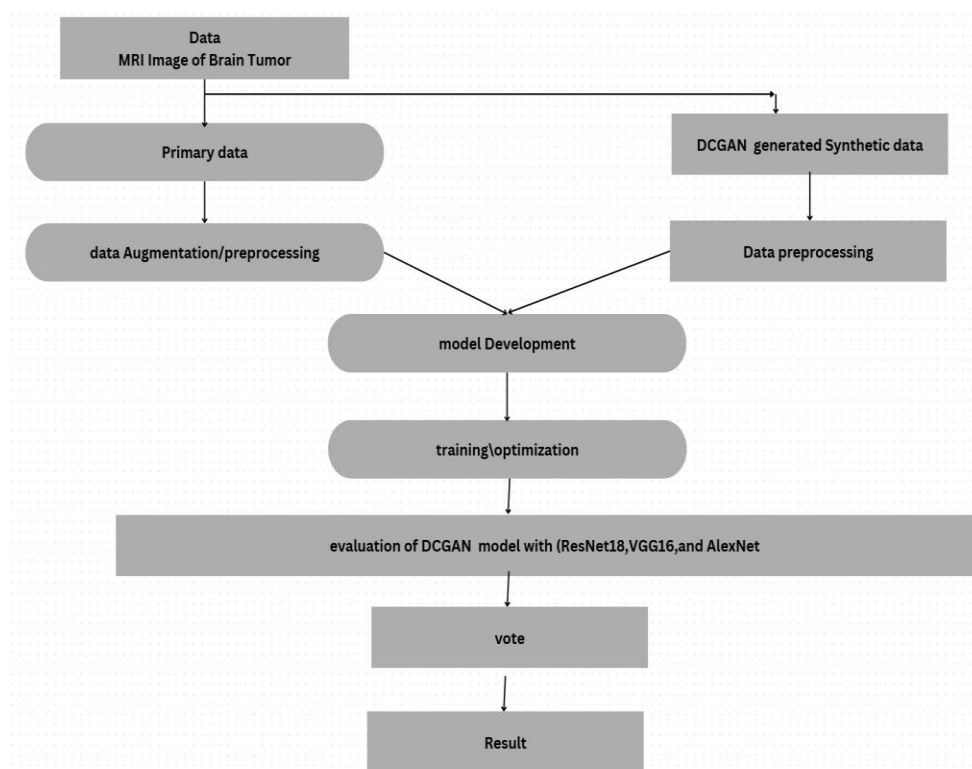 Data
MRI Image of Brain Tumor
Primary data
DCGAN generated Synthetic data
data Augmentation/preprocessing
Data preprocessing
model Development
training\optimization
evaluation of DCGAN model with (ResNet18,VGG16,and AlexNet
vote
Result